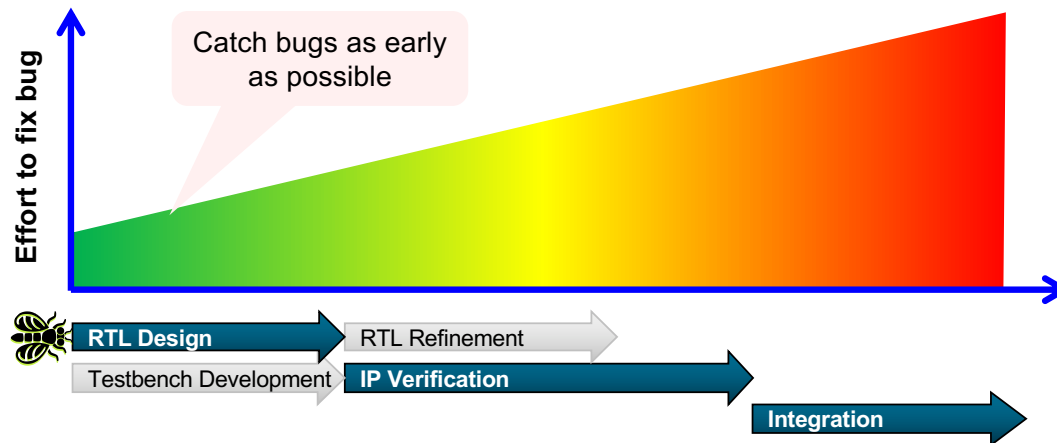 Catch bugs as early
as possible
Effort to fix bug
RTL Design
RTL Refinement
Testbench Development
IP Verification
Integration